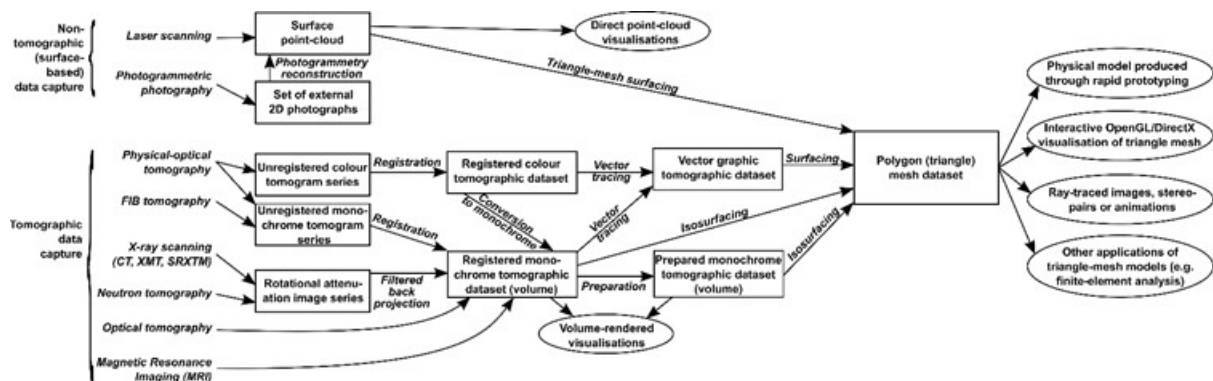 Non-
tomographic
(surface-
based)
data capture
Laser scanning
Photogrammetric
photography
Surface
point-cloud
Photogrammetry
reconstruction
Set of external
2D photographs
Direct point-cloud
visualisations
Triangle-mesh surfacing
Tomographic
data
capture
Physical-optical
tomography
FIB tomography
X-ray scanning
(CT, XMT, SRXTM)
Neutron tomography
Optical tomography
Magnetic Resonance
Imaging (MRI)
Unregistered colour
tomogram series
Unregistered mono-
chrome tomogram
series
Rotational attenu-
ation image series
Registration
Registration
Filtered
back
projection
Registered colour
tomographic dataset
Conversion
to monochrome
Registered mono-
chrome tomographic
dataset (volume)
Vector
tracing
Vector
tracing
Vector graphic
tomographic dataset
Surfacing
Isosurfacing
Preparation
Prepared monochrome
tomographic dataset
(volume)
Isosurfacing
Volume-rendered
visualisations
Polygon (triangle)
mesh dataset
Physical model produced
through rapid prototyping
Interactive OpenGL/DirectX
visualisation of triangle mesh
Ray-traced images, stereo-
pairs or animations
Other applications of
triangle-mesh models (e.g.
finite-element analysis)